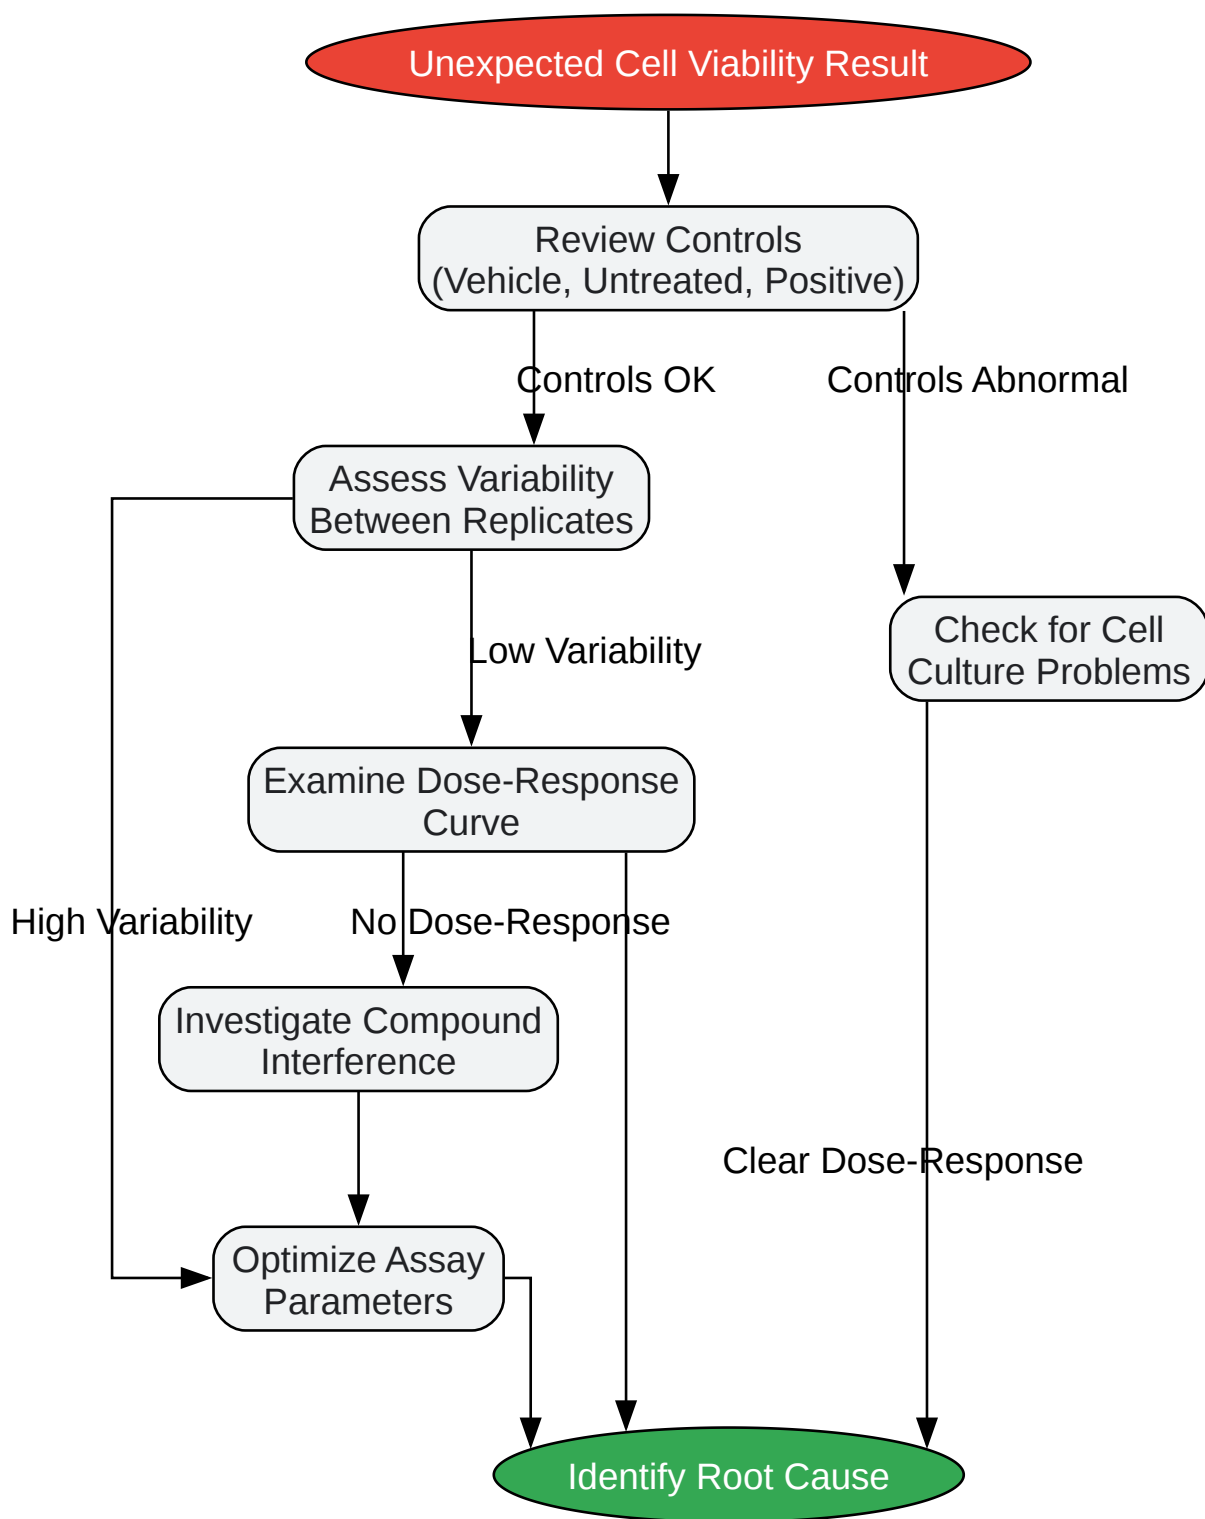 Unexpected Cell Viability Result
Review Controls
(Vehicle, Untreated, Positive)
Controls OK
Controls Abnormal
Assess Variability
Between Replicates
Low Variability
Check for Cell
Culture Problems
Examine Dose-Response
Curve
High Variability
No Dose-Response
Investigate Compound
Interference
Clear Dose-Response
Optimize Assay
Parameters
Identify Root Cause